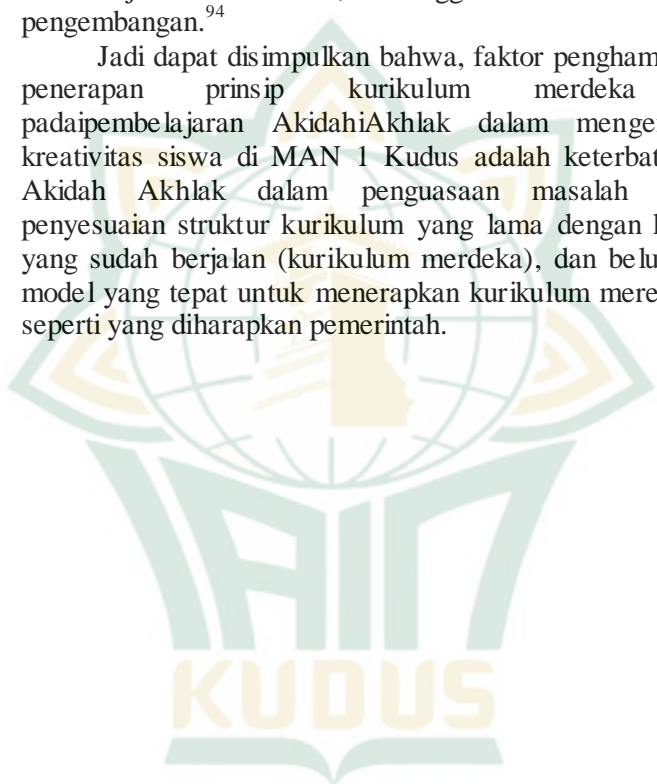 pengembangan.94
Jadi dapat disimpulkan bahwa, faktor pengham
penerapan prinsip kurikulum merdeka
padaipembelajaran AkidahiAkhlak dalam menge
kreativitas siswa di MAN 1 Kudus adalah keterbat
Akidah Akhlak dalam penguasaan masalah
penyesuaian struktur kurikulum yang lama dengan
yang sudah berjalan (kurikulum merdeka), dan belu
model yang tepat untuk menerapkan kurikulum mere
seperti yang diharapkan pemerintah.
IAIN
KUDUS